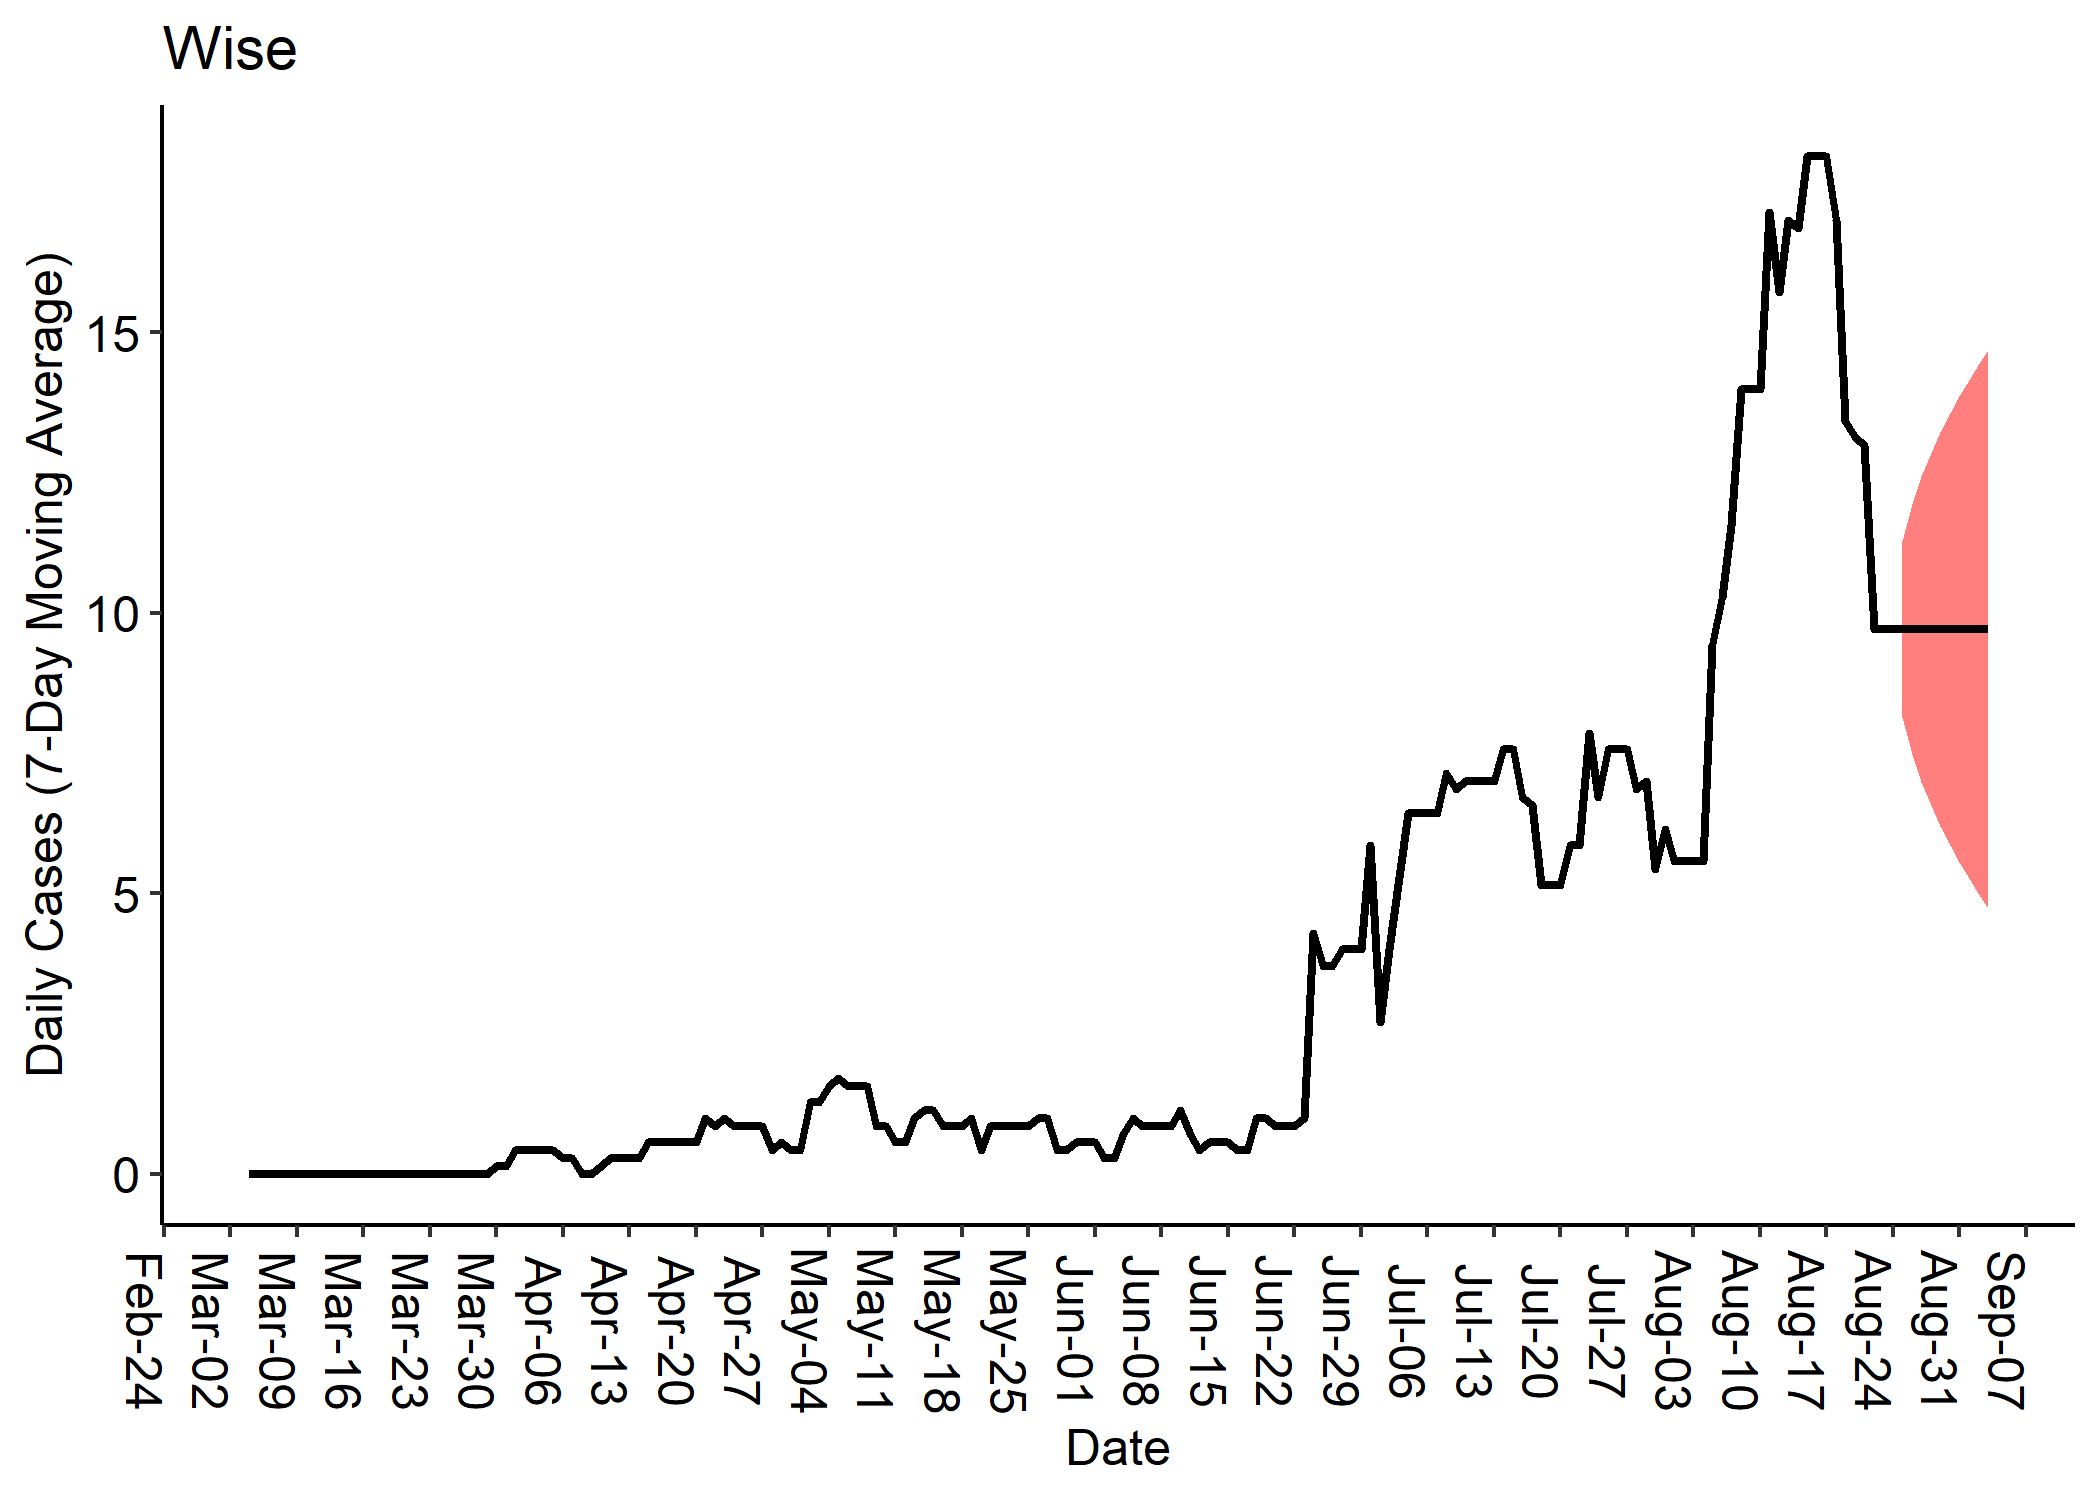 Wise
Daily Cases (7-Day Moving Average)
15
10
5
0
Feb-24
Mar-02
Mar-09
Mar-16
Mar-23
Mar-30
Apr-06
Apr-13
Apr-20
Apr-27
May-04
May-11
May-18
May-25
Jun-01
Jun-08
Jun-15
Jun-22
Jun-29
Jul-06
Jul-13
Jul-20
Jul-27
Aug-03
Aug-10
Aug-17
Aug-24
Aug-31
Sep-07
Date